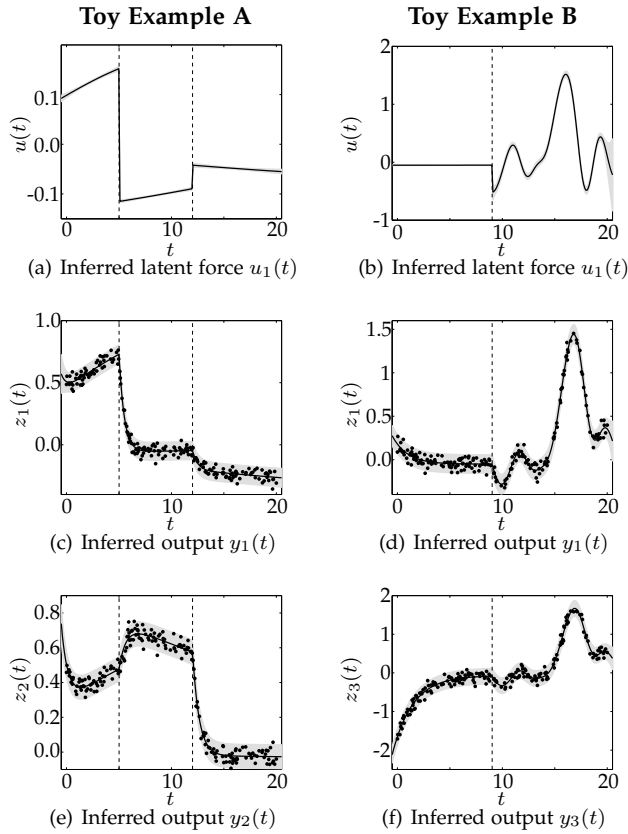 Toy Example A
Toy Example B
u(t)
0.1
0.0
-0.1
0
10
20
t
(a) Inferred latent force u₁(t)
u(t)
2
1
0
-1
0
10
20
t
(b) Inferred latent force u₁(t)
z₁(t)
1.0
0.5
0.0
0
10
20
t
(c) Inferred output y₁(t)
z₁(t)
1.5
1.0
0.5
0.0
0
10
20
t
(d) Inferred output y₁(t)
z₂(t)
0.8
0.6
0.4
0.2
0.0
0
10
20
t
(e) Inferred output y₂(t)
z₃(t)
2
1
0
-1
-2
0
10
20
t
(f) Inferred output y₃(t)